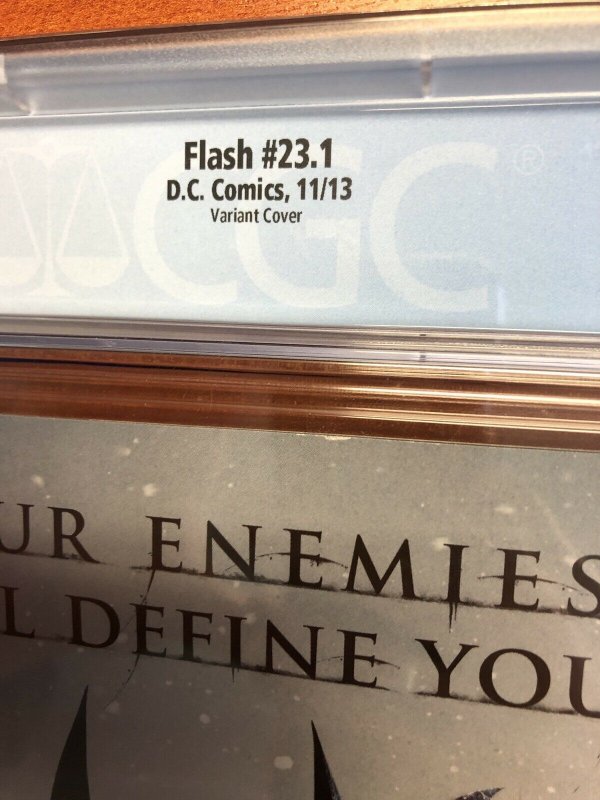 Flash #23.1
D.C. Comics, 11/13
Variant Cover
CGC®
UR ENEMIES
L DEFINE YOU